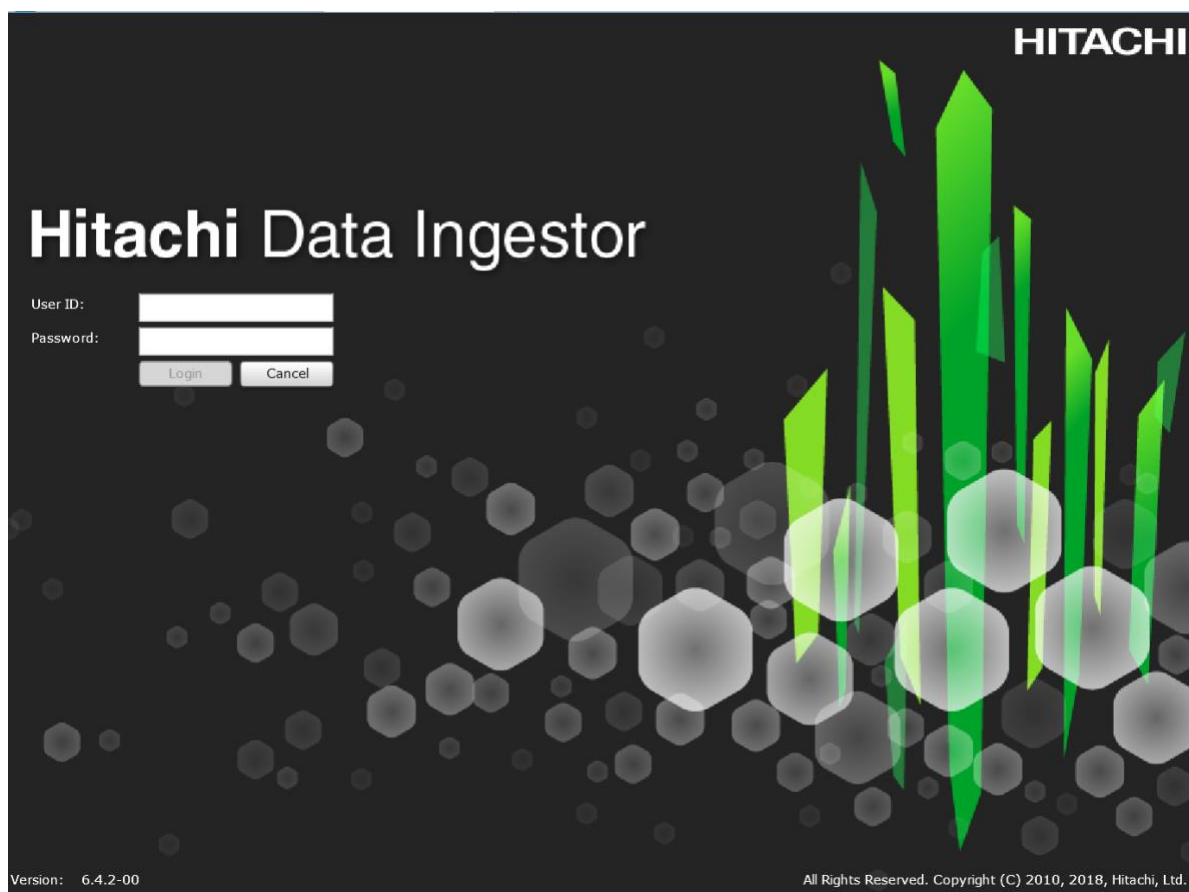 HITACHI
Hitachi Data Ingestor
User ID:
Password:
Login Cancel
Version: 6.4.2-00
All Rights Reserved. Copyright (C) 2010, 2018, Hitachi, Ltd.